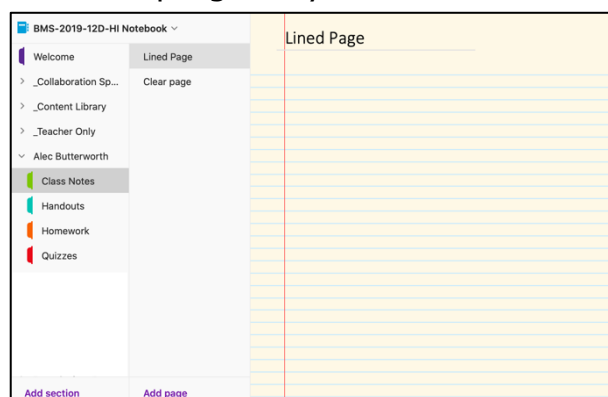 BMS-2019-12D-HI Notebook
Welcome
_Collaboration Sp...
_Content Library
_Teacher Only
Alec Butterworth
Class Notes
Handouts
Homework
Quizzes
Add section
Lined Page
Clear page
Add page
Lined Page